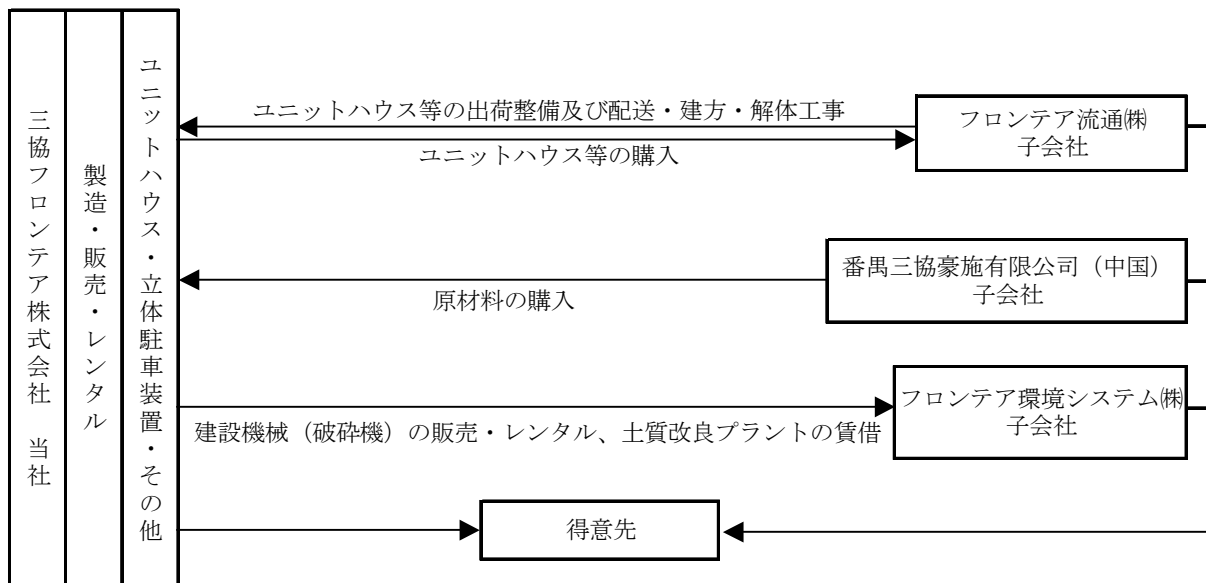 三協フロンテア株式会社　当社
製造・販売・レンタル
ユニットハウス・立体駐車装置・その他
ユニットハウス等の出荷整備及び配送・建方・解体工事
ユニットハウス等の購入
フロンテア流通㈱
子会社
原材料の購入
番禺三協豪施有限公司（中国）
子会社
建設機械（破砕機）の販売・レンタル、土質改良プラントの賃借
フロンテア環境システム㈱
子会社
得意先